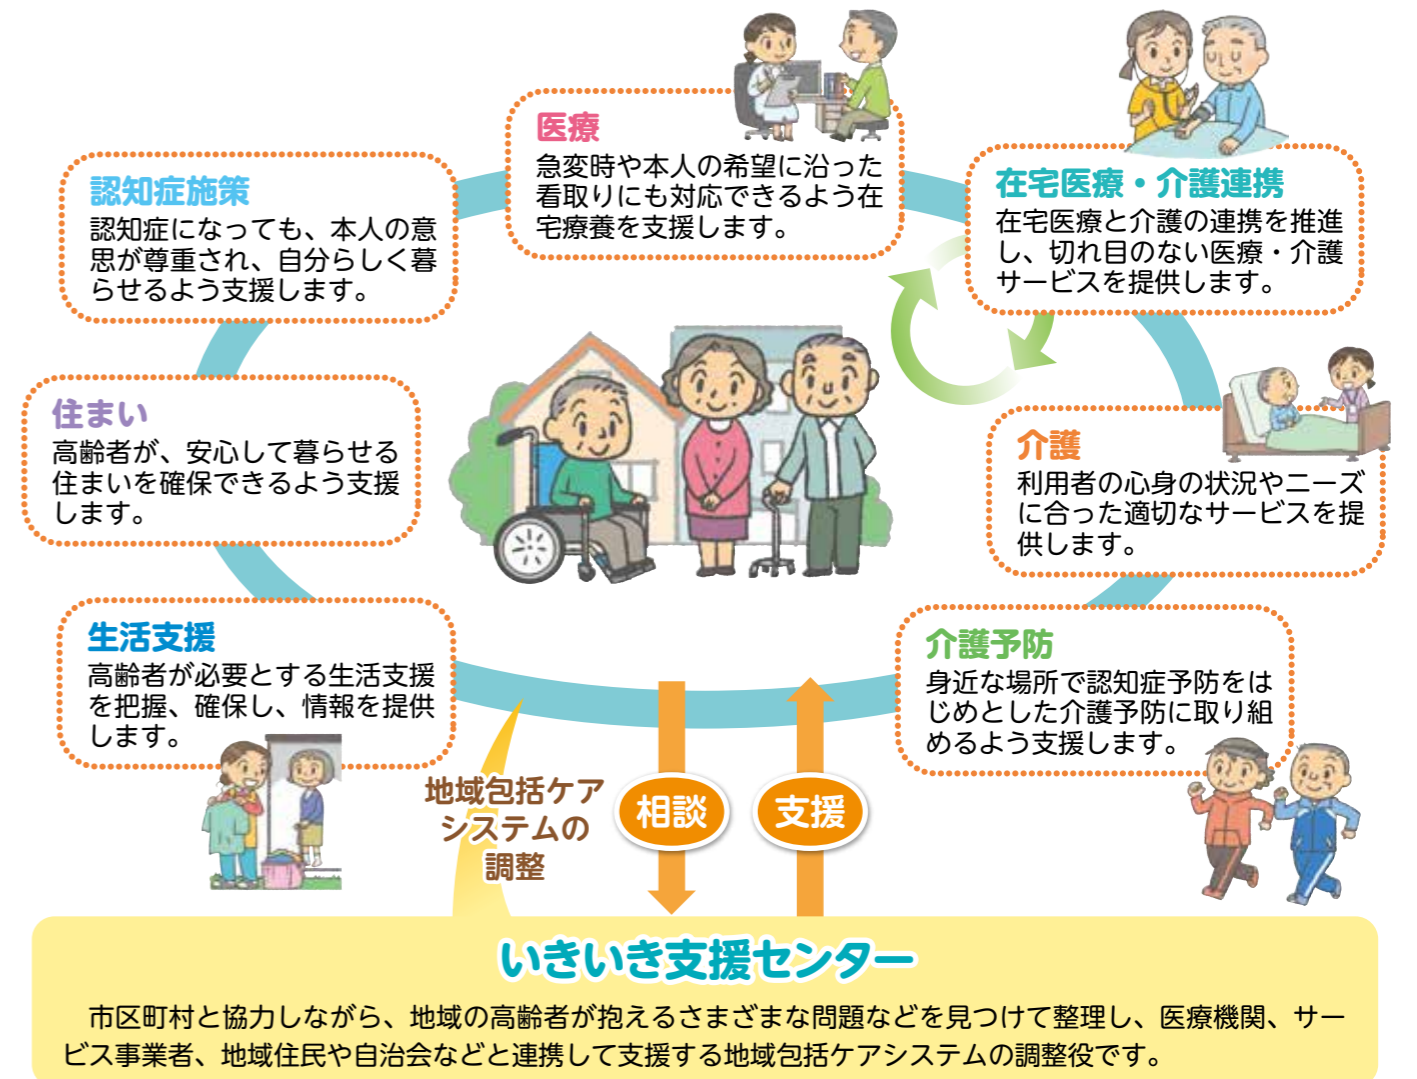 医療
急変時や本人の希望に沿った
看取りにも対応できるよう在
宅療養を支援します。
在宅医療・介護連携
在宅医療と介護の連携を推進
し、切れ目のない医療・介護
サービスを提供します。
認知症施策
認知症になっても、本人の意
思が尊重され、自分らしく暮
らせるよう支援します。
住まい
高齢者が、安心して暮らせる
住まいを確保できるよう支援
します。
介護
利用者の心身の状況やニーズ
に合った適切なサービスを提
供します。
生活支援
高齢者が必要とする生活支援
を把握、確保し、情報を提供
します。
介護予防
身近な場所で認知症予防をは
じめとした介護予防に取り組
めるよう支援します。
地域包括ケア
システムの
調整
相談
支援
いきいき支援センター
市区町村と協力しながら、地域の高齢者が抱えるさまざまな問題などを見つけて整理し、医療機関、サー
ビス事業者、地域住民や自治会などと連携して支援する地域包括ケアシステムの調整役です。